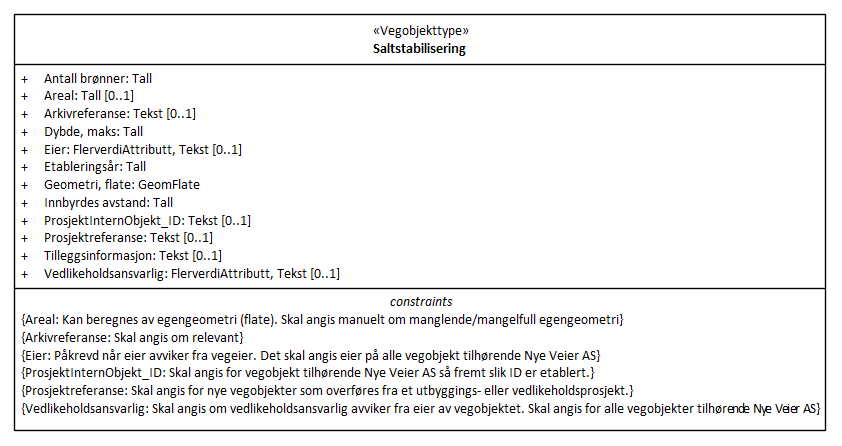 «Vegobjekttype»
Saltstabilisering
+ Antall brønner: Tall
+ Areal: Tall [0..1]
+ Arkivreferanse: Tekst [0..1]
+ Dybde, maks: Tall
+ Eier: FlerverdiAttributt, Tekst [0..1]
+ Etableringsår: Tall
+ Geometri, flate: GeomFlate
+ Innbyrdes avstand: Tall
+ ProsjektInternObjekt_ID: Tekst [0..1]
+ Prosjektreferanse: Tekst [0..1]
+ Tilleggsinformasjon: Tekst [0..1]
+ Vedlikeholdsansvarlig: FlerverdiAttributt, Tekst [0..1]
constraints
{Areal: Kan beregnes av egengeometri (flate). Skal angis manuelt om manglende/mangelfull egengeometri}
{Arkivreferanse: Skal angis om relevant}
{Eier: Påkrevd når eier avviker fra vegeier. Det skal angis eier på alle vegobjekt tilhørende Nye Veier AS}
{ProsjektInternObjekt_ID: Skal angis for vegobjekt tilhørende Nye Veier AS så fremt slik ID er etablert.}
{Prosjektreferanse: Skal angis for nye vegobjekter som overføres fra et utbyggings- eller vedlikeholdsprosjekt.}
{Vedlikeholdsansvarlig: Skal angis om vedlikeholdsansvarlig avviker fra eier av vegobjektet. Skal angis for alle vegobjekter tilhørende Nye Veier AS}